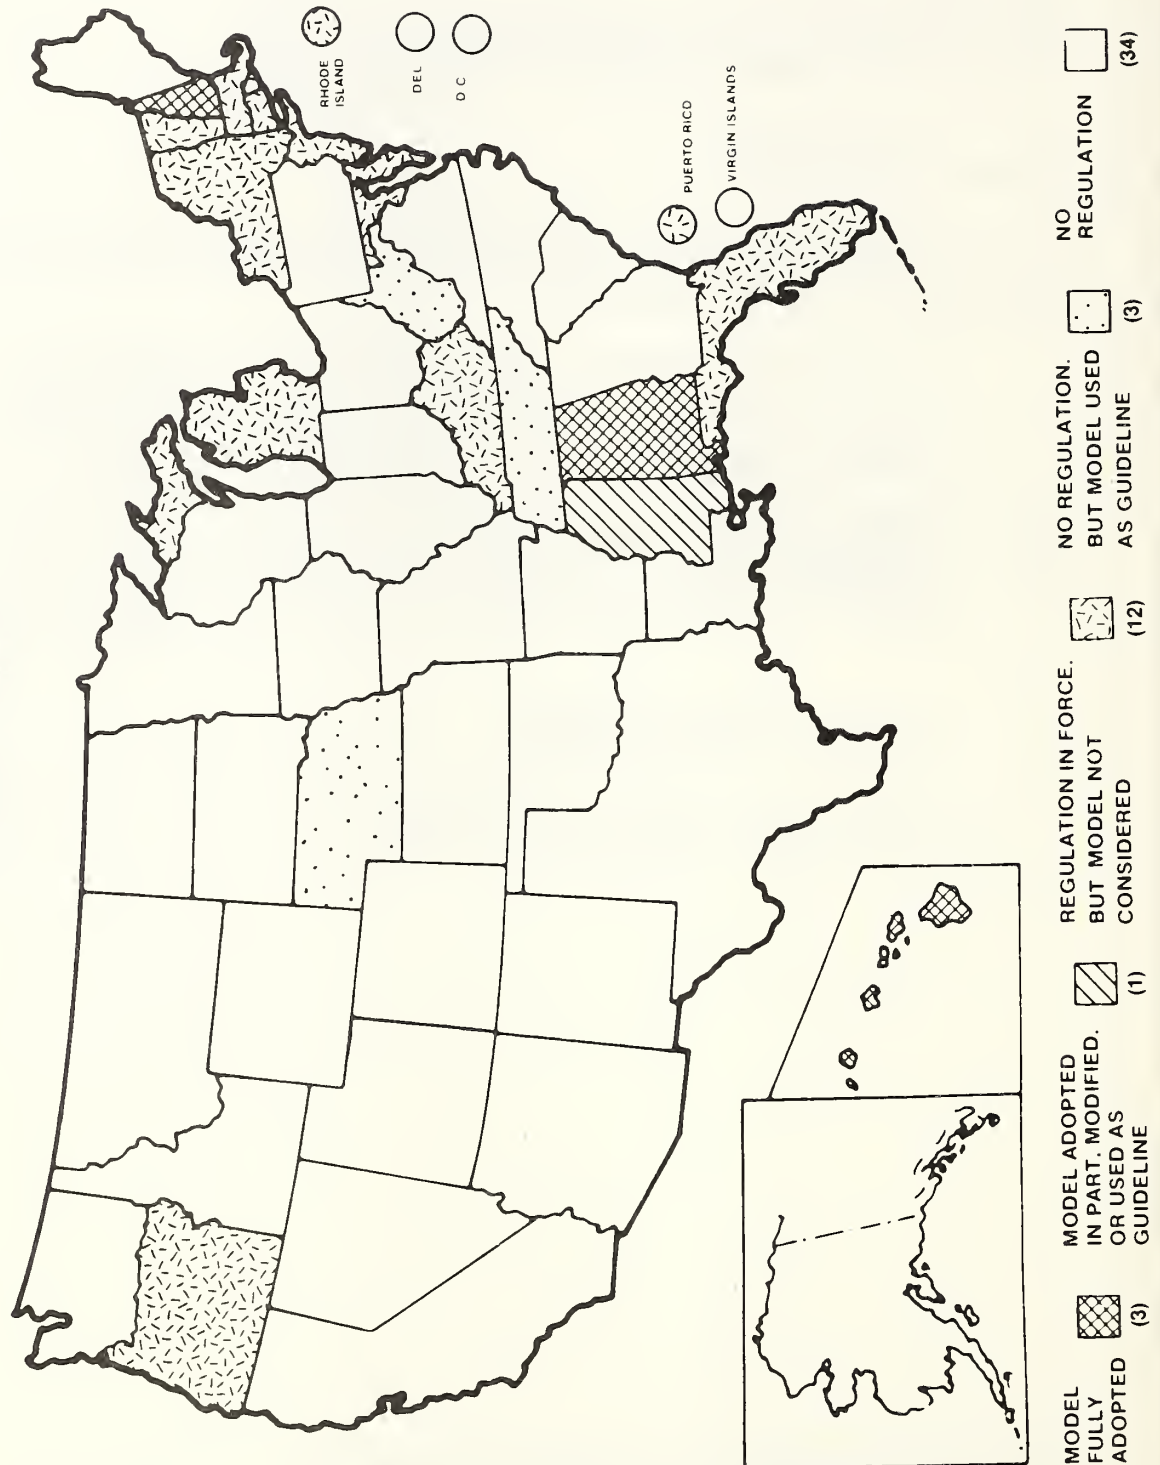 RHODE
ISLAND
DEL
D C
PUERTO RICO
VIRGIN ISLANDS
MODEL
FULLY
ADOPTED
(3)
MODEL ADOPTED
IN PART. MODIFIED.
OR USED AS
GUIDELINE
(1)
REGULATION IN FORCE.
BUT MODEL NOT
CONSIDERED
(12)
NO REGULATION.
BUT MODEL USED
AS GUIDELINE
(3)
NO
REGULATION
(34)